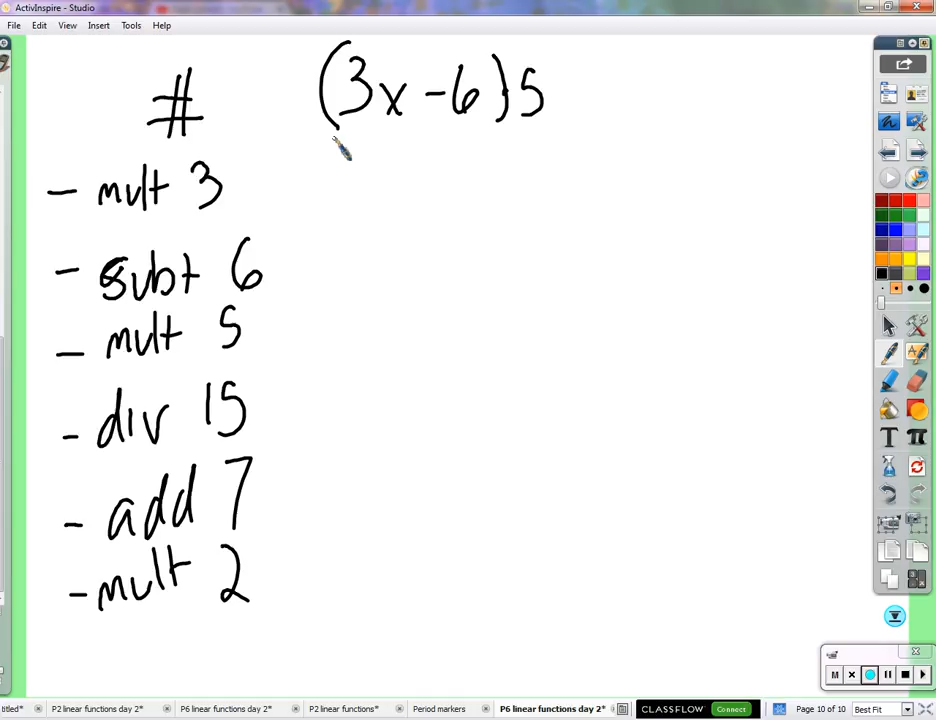 ActivInspire - Studio
File Edit View Insert Tools Help
# (3x - 6) 5
- mult 3
- subt 6
- mult 5
- div 15
- add 7
- mult 2
T π
M
titled* P2 linear functions day 2* P6 linear functions day 2* P2 linear functions* Period markers P6 linear functions day 2* CLASSFLOW Connect Page 10 of 10 Best Fit